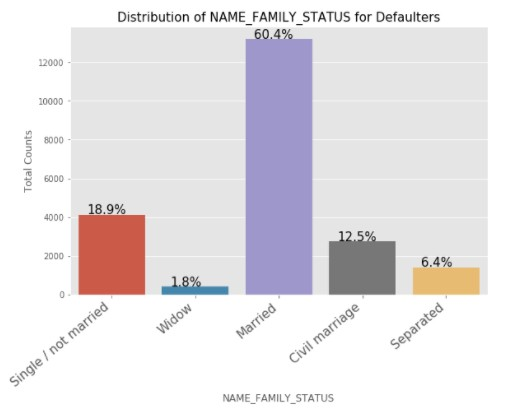 Distribution of NAME_FAMILY_STATUS for Defaulters
60.4%
12000
10000
8000
6000
4000
2000
0
Total Counts
18.9%
1.8%
12.5%
6.4%
Single / not married
Widow
Married
Civil marriage
Separated
NAME_FAMILY_STATUS